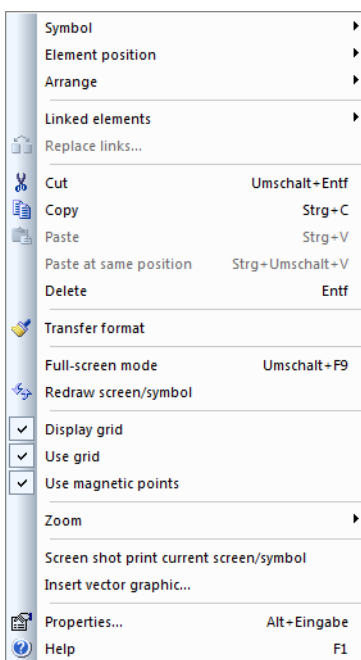 Symbol
Element position
Arrange
Linked elements
Replace links...
Cut Umschalt+Entf
Copy Strg+C
Paste Strg+V
Paste at same position Strg+Umschalt+V
Delete Entf
Transfer format
Full-screen mode Umschalt+F9
Redraw screen/symbol
Display grid
Use grid
Use magnetic points
Zoom
Screen shot print current screen/symbol
Insert vector graphic...
Properties... Alt+Eingabe
Help F1